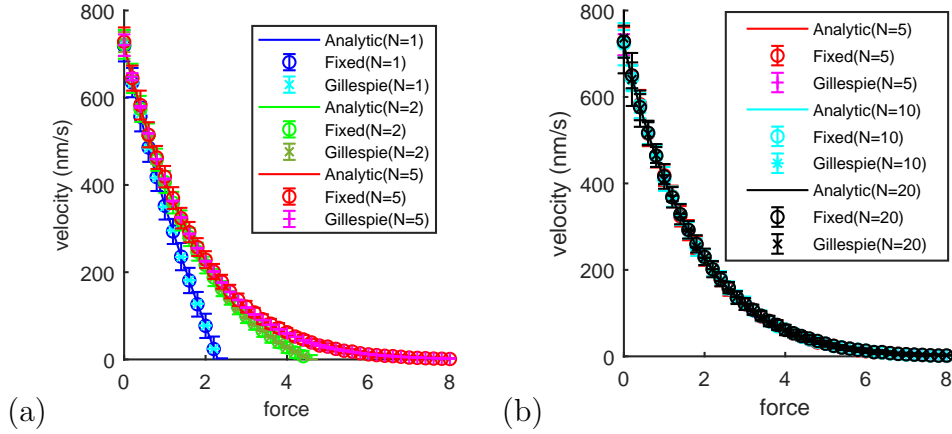 800
600
400
200
0
velocity (nm/s)
0
2
4
6
8
force
Analytic(N=1)
Fixed(N=1)
Gillespie(N=1)
Analytic(N=2)
Fixed(N=2)
Gillespie(N=2)
Analytic(N=5)
Fixed(N=5)
Gillespie(N=5)
(a)
800
600
400
200
0
velocity (nm/s)
0
2
4
6
8
force
Analytic(N=5)
Fixed(N=5)
Gillespie(N=5)
Analytic(N=10)
Fixed(N=10)
Gillespie(N=10)
Analytic(N=20)
Fixed(N=20)
Gillespie(N=20)
(b)